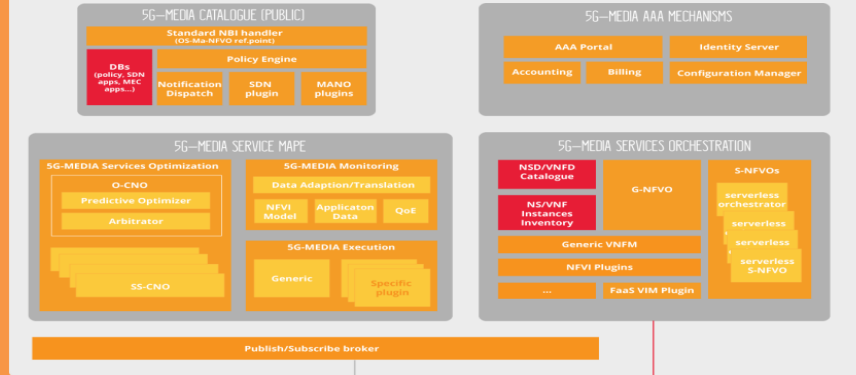 5G-MEDIA CATALOGUE (PUBLIC)
Standard NBI handler
(OS-Ma-NFVO ref.point)
DBs
(policy, SDN
apps, MEC
apps...)
Policy Engine
Notification
Dispatch
SDN
plugin
MANO
plugins
5G-MEDIA AAA MECHANISMS
AAA Portal
Identity Server
Accounting
Billing
Configuration Manager
5G-MEDIA SERVICE MAPE
5G-MEDIA Services Optimization
O-CNO
Predictive Optimizer
Arbitrator
SS-CNO
5G-MEDIA Monitoring
Data Adaption/Translation
NFVI
Model
Applicaton
Data
QoE
5G-MEDIA Execution
Generic
Specific
plugin
5G-MEDIA SERVICES ORCHESTRATION
NSD/VNFD
Catalogue
NS/VNF
Instances
Inventory
G-NFVO
Generic VNFM
NFVI Plugins
...
FaaS VIM Plugin
S-NFVOs
serverless
orchestrator
serverless
serverless
serverless
S-NFVO
Publish/Subscribe broker